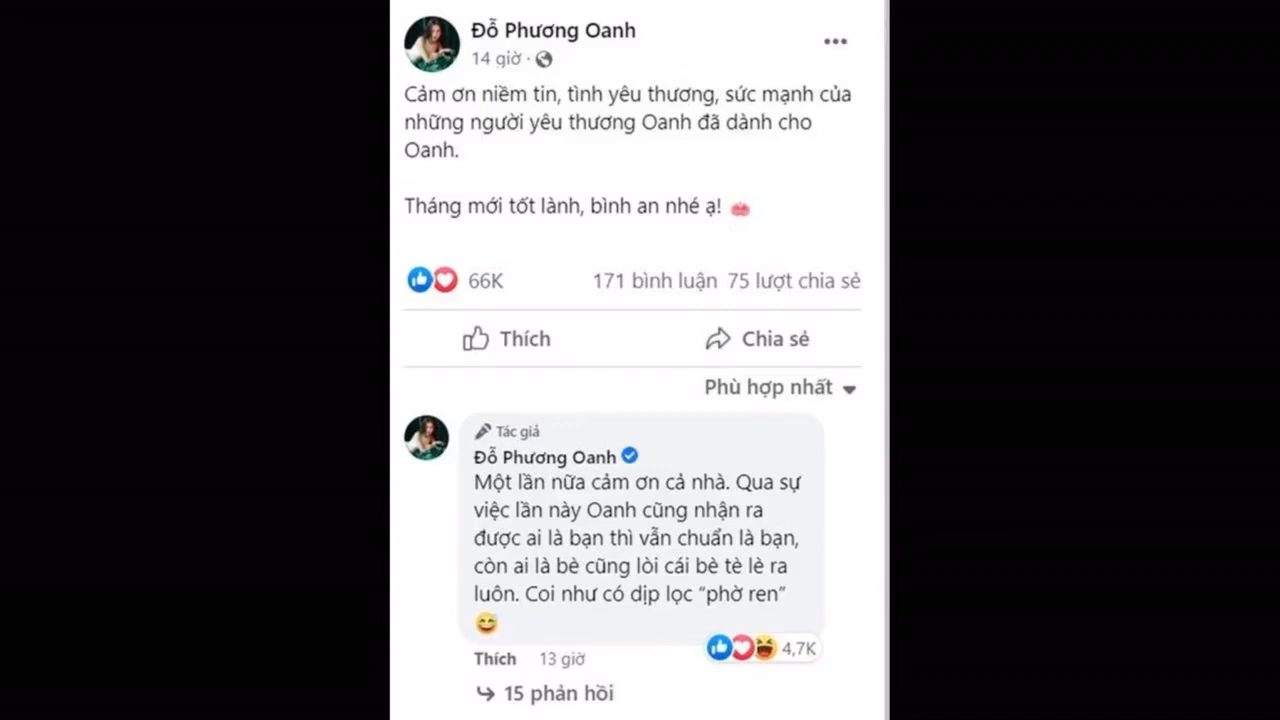 Đỗ Phương Oanh
14 giờ ·
Cảm ơn niềm tin, tình yêu thương, sức mạnh của
những người yêu thương Oanh đã dành cho
Oanh.
Tháng mới tốt lành, bình an nhé ạ!
66K 171 bình luận 75 lượt chia sẻ
Thích Chia sẻ
Phù hợp nhất
Tác giả
Đỗ Phương Oanh
Một lần nữa cảm ơn cả nhà. Qua sự
việc lần này Oanh cũng nhận ra
được ai là bạn thì vẫn chuẩn là bạn,
còn ai là bè cũng lòi cái bè tè lè ra
luôn. Coi như có dịp lọc “phờ ren”
4,7K
Thích 13 giờ
15 phản hồi